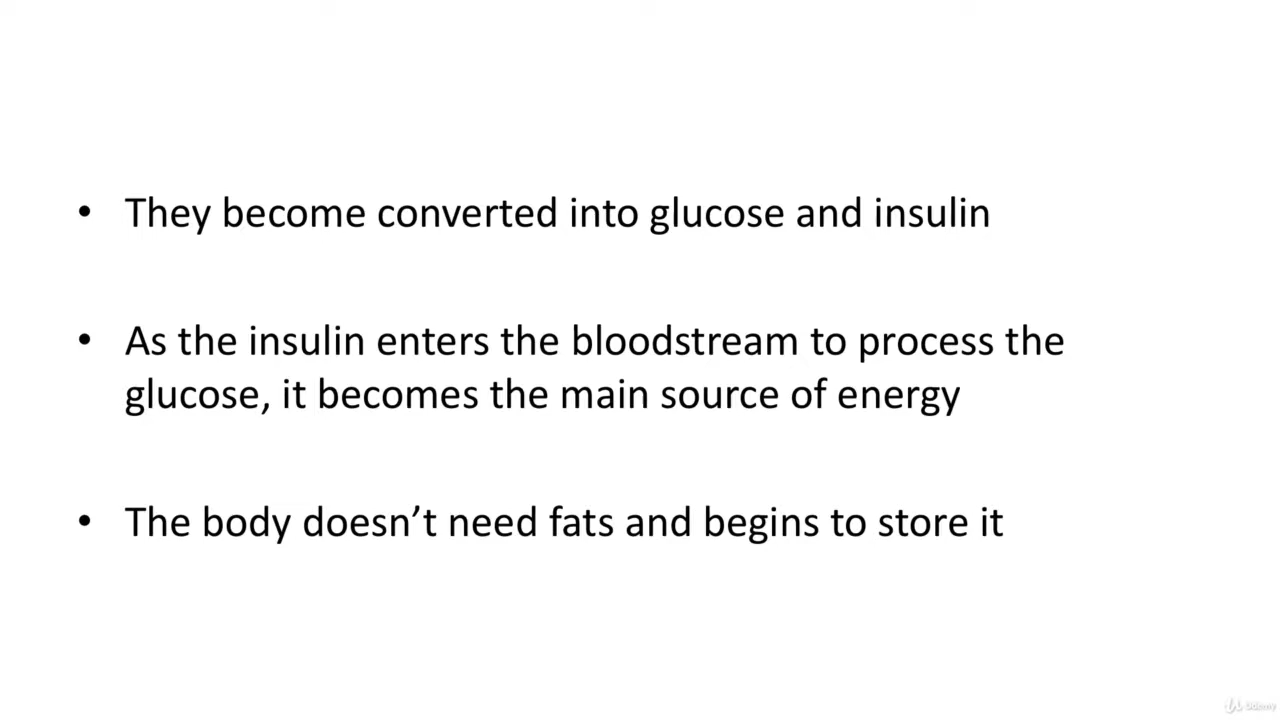 • They become converted into glucose and insulin
• As the insulin enters the bloodstream to process the
glucose, it becomes the main source of energy
• The body doesn’t need fats and begins to store it
Udemy